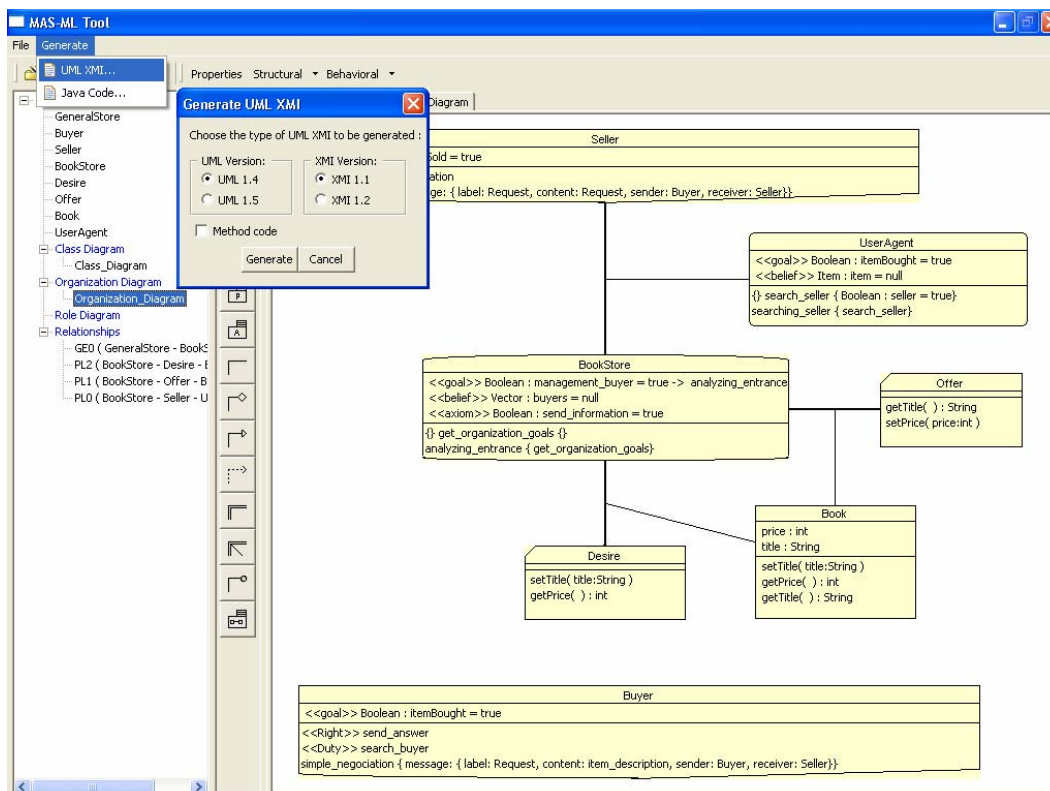 MAS-ML Tool
File Generate
UML XMI...
Java Code...
Properties Structural Behavioral
GeneralStore
Buyer
Seller
BookStore
Desire
Offer
Book
UserAgent
Class Diagram
Class_Diagram
Organization Diagram
Organization_Diagram
Role Diagram
Relationships
GE0 ( GeneralStore - BookS
PL2 ( BookStore - Desire - E
PL1 ( BookStore - Offer - B
PL0 ( BookStore - Seller - U
Generate UML XMI
Choose the type of UML XMI to be generated :
UML Version:
UML 1.4
UML 1.5
XMI Version:
XMI 1.1
XMI 1.2
Method code
Generate Cancel
Diagram
P
A
Seller
Sold = true
ation
ge: { label: Request, content: Request, sender: Buyer, receiver: Seller}}
UserAgent
<<goal>> Boolean : itemBought = true
<<belief>> Item : item = null
{} search_seller { Boolean : seller = true}
searching_seller { search_seller}
BookStore
<<goal>> Boolean : management_buyer = true -> analyzing_entrance
<<belief>> Vector : buyers = null
<<axiom>> Boolean : send_information = true
{} get_organization_goals {}
analyzing_entrance { get_organization_goals}
Offer
getTitle( ) : String
setPrice( price:int )
Book
price : int
title : String
setTitle( title:String )
getPrice( ) : int
getTitle( ) : String
Desire
setTitle( title:String )
getPrice( ) : int
Buyer
<<goal>> Boolean : itemBought = true
<<Right>> send_answer
<<Duty>> search_buyer
simple_negociation { message: { label: Request, content: item_description, sender: Buyer, receiver: Seller}}